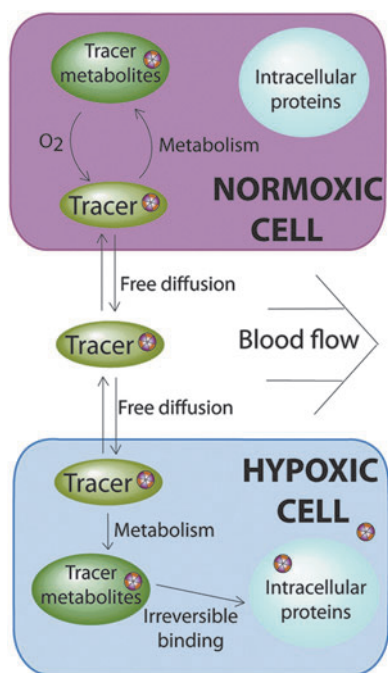 Tracer
metabolites
Intracellular
proteins
O2
Metabolism
Tracer
NORMOXIC
CELL
Free diffusion
Tracer
Blood flow
Free diffusion
HYPOXIC
CELL
Tracer
Metabolism
Tracer
metabolites
Intracellular
proteins
Irreversible
binding